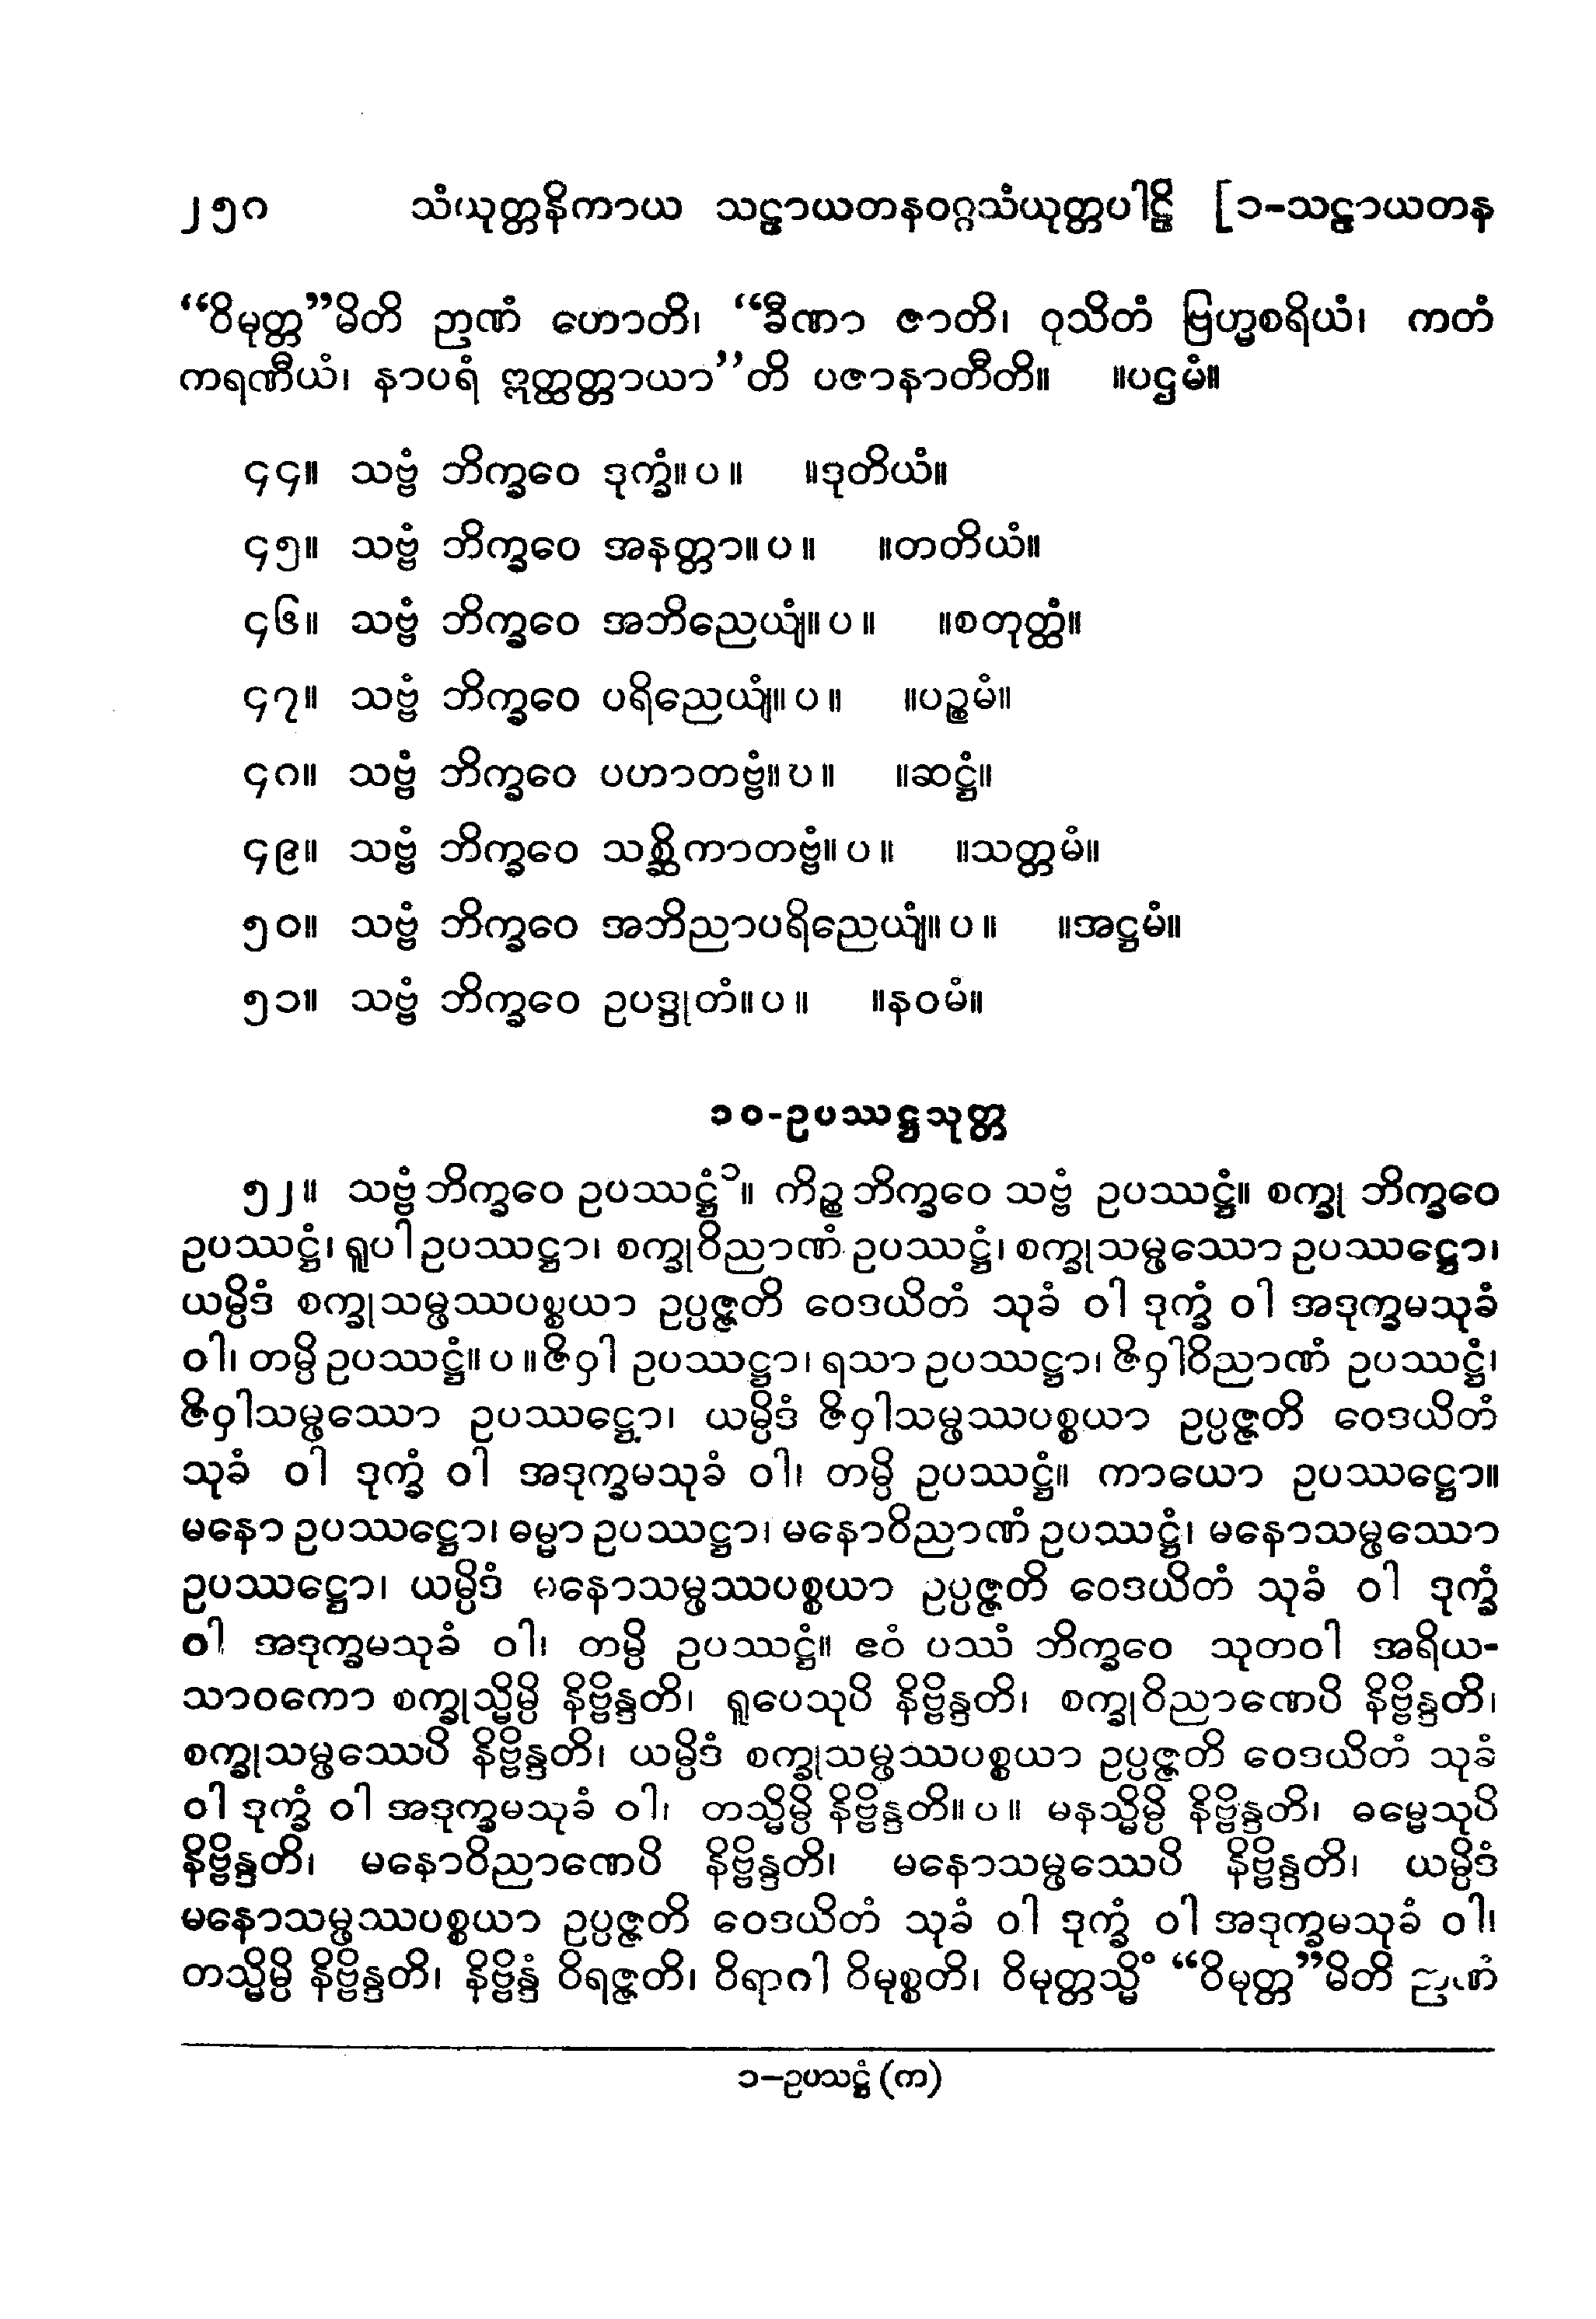 ၂၅၈ သံယုတ္တနိကာယ သဠာယတနဝဂ္ဂသံယုတ္တပါဠိ [၁-သဠာယတန
“ဝိမုတ္တ”မိတိ ဉာဏံ ဟောတိ၊ “ခီဏာ ဇာတိ၊ ဝုသိတံ ဗြဟ္မစရိယံ၊ ကတံ
ကရဏီယံ၊ နာပရံ ဣတ္ထတ္တာယာ”တိ ပဇာနာတီတိ။ ။ပဌမံ။
၄၄။ သဗ္ဗံ ဘိက္ခဝေ ဒုက္ခံ။ ပ ။ ။ဒုတိယံ။
၄၅။ သဗ္ဗံ ဘိက္ခဝေ အနတ္တာ။ ပ ။ ။တတိယံ။
၄၆။ သဗ္ဗံ ဘိက္ခဝေ အဘိညေယျံ။ ပ ။ ။စတုတ္ထံ။
၄၇။ သဗ္ဗံ ဘိက္ခဝေ ပရိညေယျံ။ ပ ။ ။ပဉ္စမံ။
၄၈။ သဗ္ဗံ ဘိက္ခဝေ ပဟာတဗ္ဗံ။ ပ ။ ။ဆဋ္ဌံ။
၄၉။ သဗ္ဗံ ဘိက္ခဝေ သစ္ဆိကာတဗ္ဗံ။ ပ ။ ။သတ္တမံ။
၅၀။ သဗ္ဗံ ဘိက္ခဝေ အဘိညာပရိညေယျံ။ ပ ။ ။အဋ္ဌမံ။
၅၁။ သဗ္ဗံ ဘိက္ခဝေ ဥပဒ္ဒုတံ။ ပ ။ ။နဝမံ။
၁၀-ဥပဿဋ္ဌသုတ္တ
၅၂။ သဗ္ဗံ ဘိက္ခဝေ ဥပဿဋ္ဌံ၁။ ကိဉ္စ ဘိက္ခဝေ သဗ္ဗံ ဥပဿဋ္ဌံ။ စက္ခု ဘိက္ခဝေ
ဥပဿဋ္ဌံ၊ ရူပါ ဥပဿဋ္ဌာ၊ စက္ခုဝိညာဏံ ဥပဿဋ္ဌံ၊ စက္ခုသမ္ဖဿော ဥပဿဋ္ဌော၊
ယမ္ပိဒံ စက္ခုသမ္ဖဿပစ္စယာ ဥပ္ပဇ္ဇတိ ဝေဒယိတံ သုခံ ဝါ ဒုက္ခံ ဝါ အဒုက္ခမသုခံ
ဝါ၊ တမ္ပိ ဥပဿဋ္ဌံ။ ပ ။ ဇိဝှါ ဥပဿဋ္ဌာ၊ ရသာ ဥပဿဋ္ဌာ၊ ဇိဝှါဝိညာဏံ ဥပဿဋ္ဌံ၊
ဇိဝှါသမ္ဖဿော ဥပဿဋ္ဌော၊ ယမ္ပိဒံ ဇိဝှါသမ္ဖဿပစ္စယာ ဥပ္ပဇ္ဇတိ ဝေဒယိတံ
သုခံ ဝါ ဒုက္ခံ ဝါ အဒုက္ခမသုခံ ဝါ၊ တမ္ပိ ဥပဿဋ္ဌံ။ ကာယော ဥပဿဋ္ဌော။
မနော ဥပဿဋ္ဌော၊ ဓမ္မာ ဥပဿဋ္ဌာ၊ မနောဝိညာဏံ ဥပဿဋ္ဌံ၊ မနောသမ္ဖဿော
ဥပဿဋ္ဌော၊ ယမ္ပိဒံ မနောသမ္ဖဿပစ္စယာ ဥပ္ပဇ္ဇတိ ဝေဒယိတံ သုခံ ဝါ ဒုက္ခံ
ဝါ အဒုက္ခမသုခံ ဝါ၊ တမ္ပိ ဥပဿဋ္ဌံ။ ဧဝံ ပဿံ ဘိက္ခဝေ သုတဝါ အရိယ-
သာဝကော စက္ခုသ္မိမ္ပိ နိဗ္ဗိန္ဒတိ၊ ရူပေသုပိ နိဗ္ဗိန္ဒတိ၊ စက္ခုဝိညာဏေပိ နိဗ္ဗိန္ဒတိ၊
စက္ခုသမ္ဖဿေပိ နိဗ္ဗိန္ဒတိ၊ ယမ္ပိဒံ စက္ခုသမ္ဖဿပစ္စယာ ဥပ္ပဇ္ဇတိ ဝေဒယိတံ သုခံ
ဝါ ဒုက္ခံ ဝါ အဒုက္ခမသုခံ ဝါ၊ တသ္မိမ္ပိ နိဗ္ဗိန္ဒတိ။ ပ ။ မနသ္မိမ္ပိ နိဗ္ဗိန္ဒတိ၊ ဓမ္မေသုပိ
နိဗ္ဗိန္ဒတိ၊ မနောဝိညာဏေပိ နိဗ္ဗိန္ဒတိ၊ မနောသမ္ဖဿေပိ နိဗ္ဗိန္ဒတိ၊ ယမ္ပိဒံ
မနောသမ္ဖဿပစ္စယာ ဥပ္ပဇ္ဇတိ ဝေဒယိတံ သုခံ ဝါ ဒုက္ခံ ဝါ အဒုက္ခမသုခံ ဝါ၊
တသ္မိမ္ပိ နိဗ္ဗိန္ဒတိ၊ နိဗ္ဗိန္ဒံ ဝိရဇ္ဇတိ၊ ဝိရာဂါ ဝိမုစ္စတိ၊ ဝိမုတ္တသ္မိံ “ဝိမုတ္တ”မိတိ ဉာဏံ
၁-ဥပသဋ္ဌံ (က)